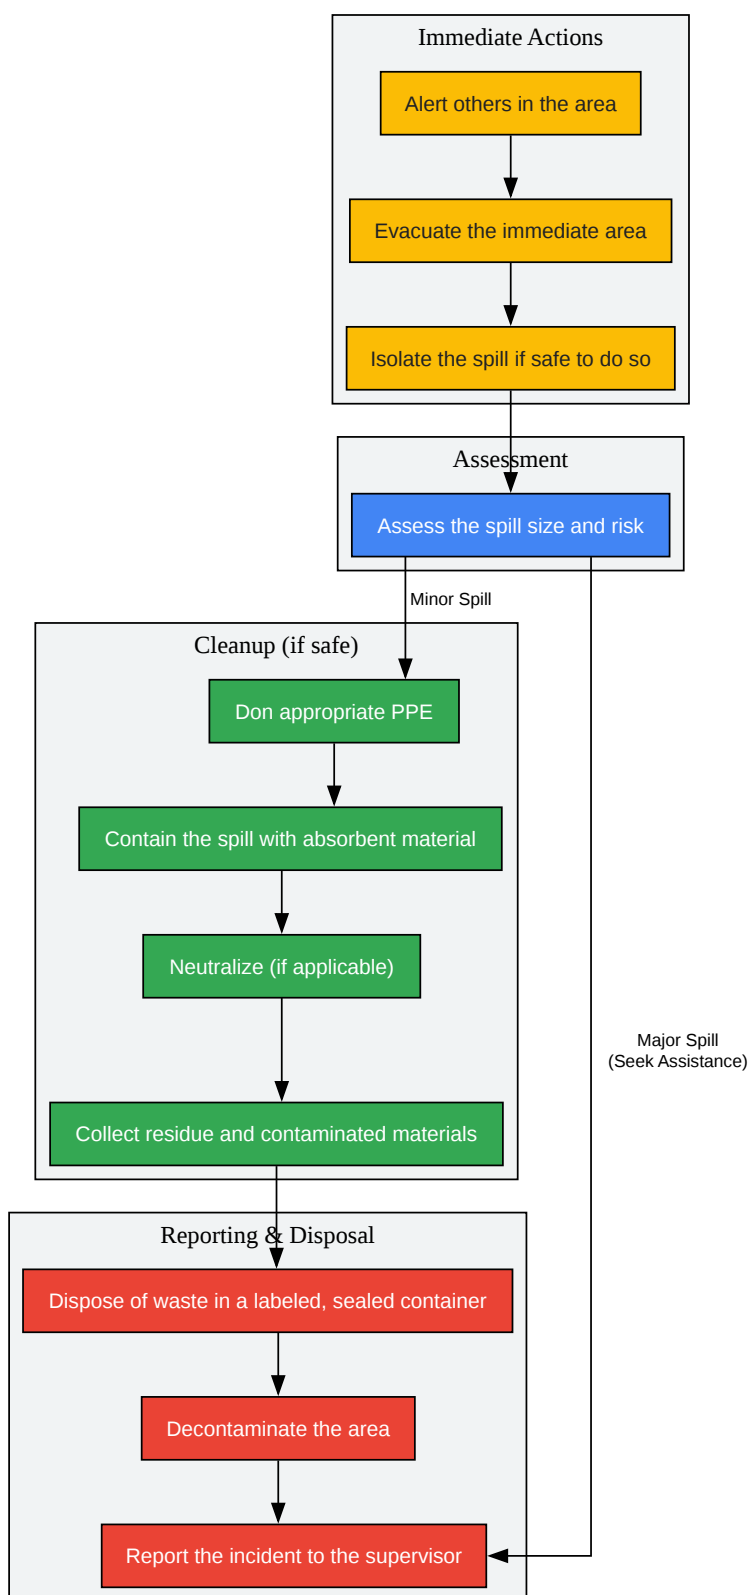 Immediate Actions
Alert others in the area
Evacuate the immediate area
Isolate the spill if safe to do so
Assessment
Assess the spill size and risk
Minor Spill
Cleanup (if safe)
Don appropriate PPE
Contain the spill with absorbent material
Neutralize (if applicable)
Major Spill
(Seek Assistance)
Collect residue and contaminated materials
Reporting & Disposal
Dispose of waste in a labeled, sealed container
Decontaminate the area
Report the incident to the supervisor